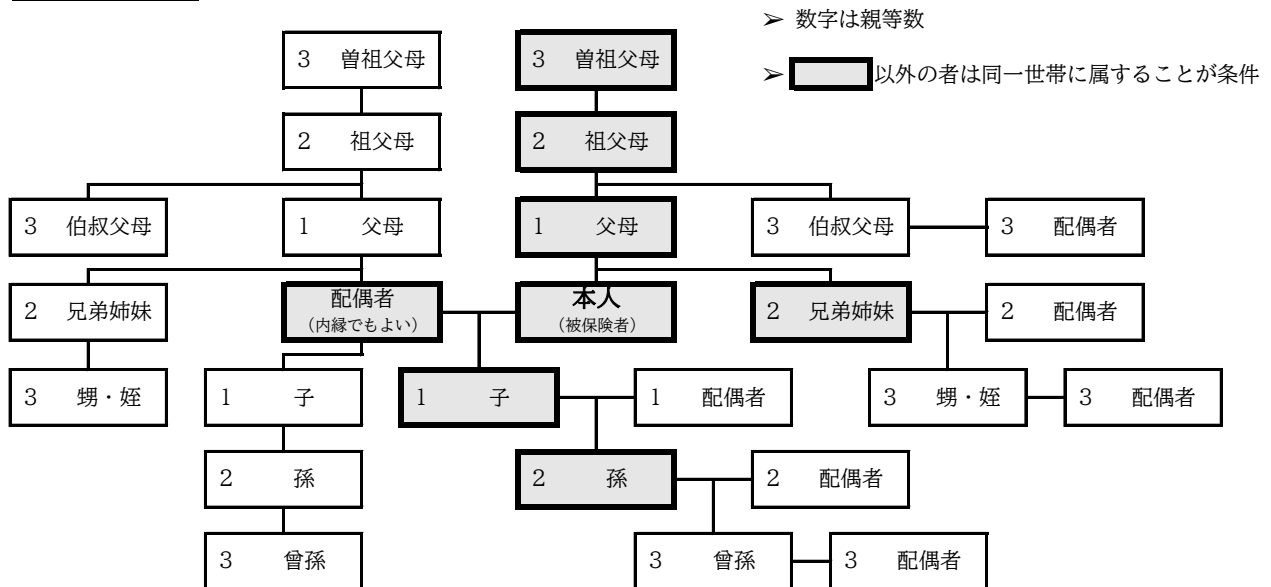 ➢ 数字は親等数
3 曽祖父母
3 曽祖父母
➢ 以外の者は同一世帯に属することが条件
2 祖父母
2 祖父母
3 伯叔父母
1 父母
1 父母
3 伯叔父母
3 配偶者
2 兄弟姉妹
配偶者
(内縁でもよい)
本人
(被保険者)
2 兄弟姉妹
2 配偶者
3 甥・姪
1 子
1 子
1 配偶者
3 甥・姪
3 配偶者
2 孫
2 孫
2 配偶者
3 曾孫
3 曾孫
3 配偶者